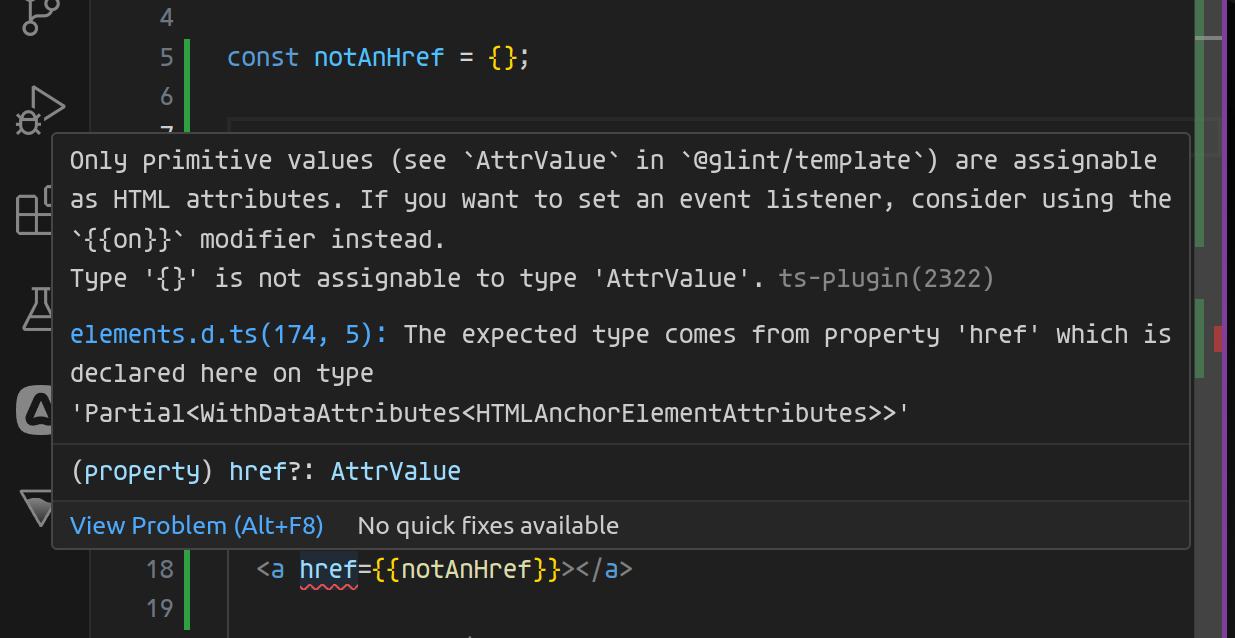 4
5 const notAnHref = {};
6
7
Only primitive values (see `AttrValue` in `@glint/template`) are assignable
as HTML attributes. If you want to set an event listener, consider using the
`{{on}}` modifier instead.
Type '{}' is not assignable to type 'AttrValue'. ts-plugin(2322)
elements.d.ts(174, 5): The expected type comes from property 'href' which is
declared here on type
'Partial<WithDataAttributes<HTMLAnchorElementAttributes>>'
(property) href?: AttrValue
View Problem (Alt+F8) No quick fixes available
18 <a href={{notAnHref}}></a>
19